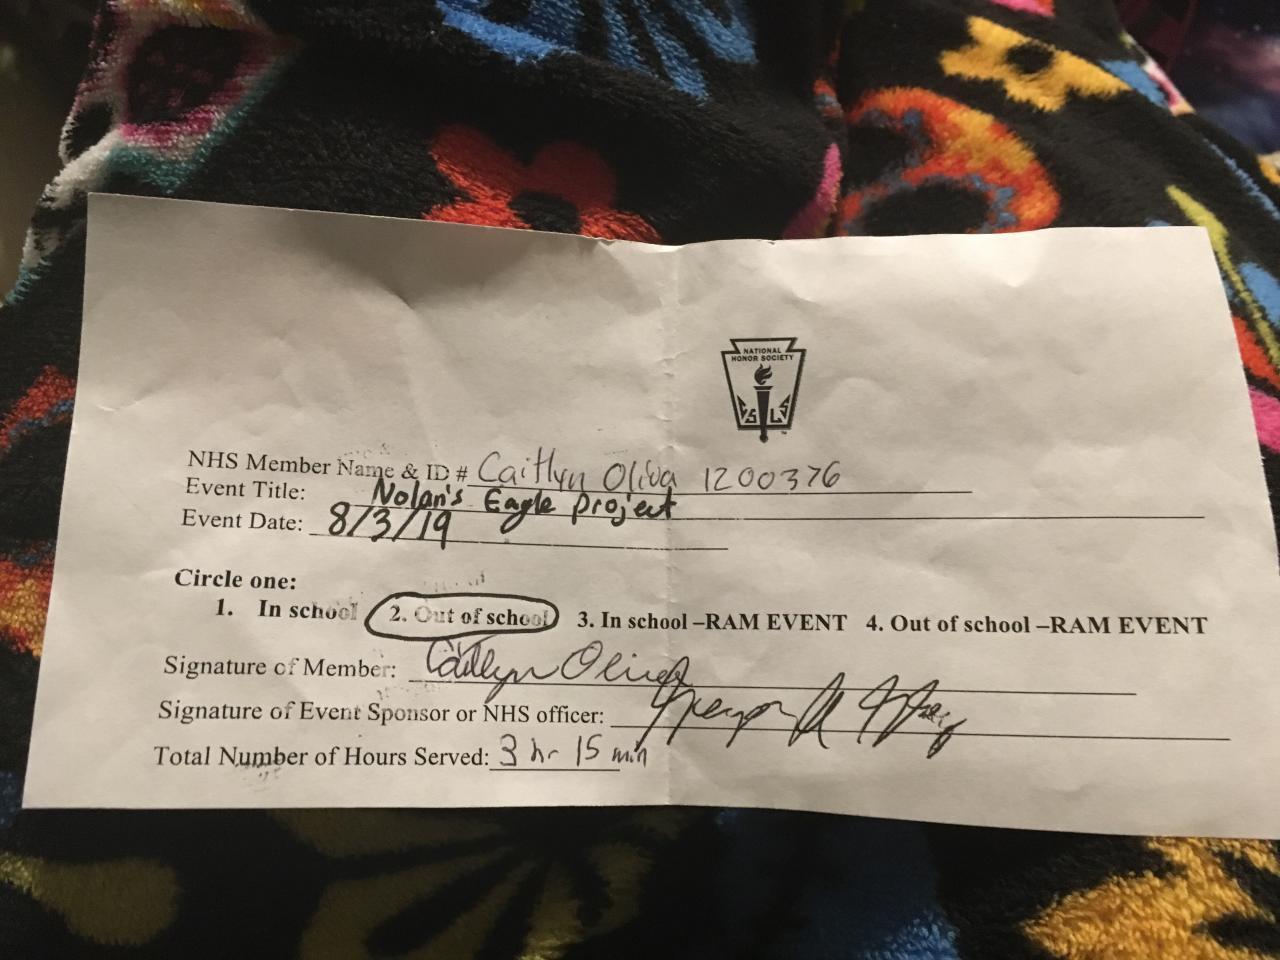 NATIONAL
HONOR SOCIETY
C S L S
NHS Member Name & ID # Caitlyn Oliva 1200376
Event Title: Nolan's Eagle project
Event Date: 8/3/19
Circle one:
1. In school 2. Out of school 3. In school –RAM EVENT 4. Out of school –RAM EVENT
Signature of Member: Caitlyn Oliva
Signature of Event Sponsor or NHS officer:
Total Number of Hours Served: 3 hr 15 min